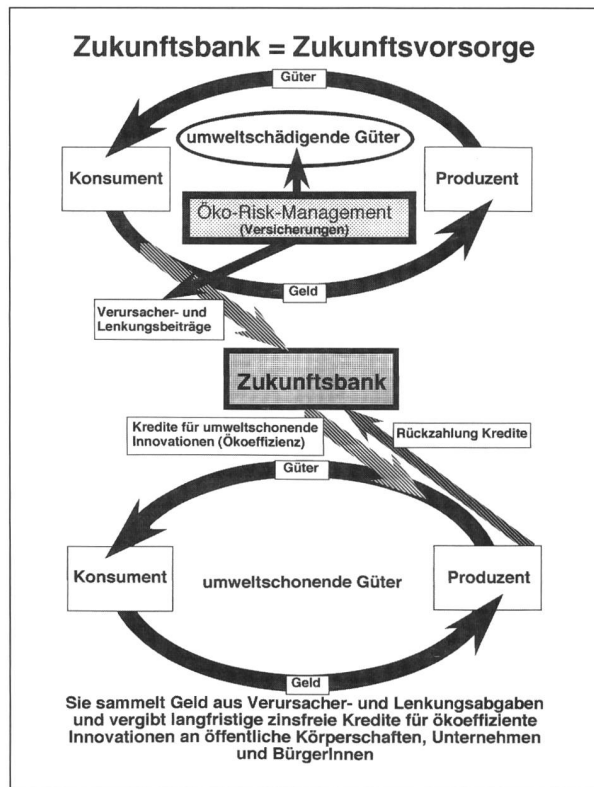 Zukunftsbank = Zukunftsvorsorge
Güter
umweltschädigende Güter
Konsument
Produzent
Öko-Risk-Management
(Versicherungen)
Geld
Verursacher- und
Lenkungsbeiträge
Zukunftsbank
Kredite für umweltschonende
Innovationen (Ökoeffizienz)
Rückzahlung Kredite
Güter
Konsument
umweltschonende Güter
Produzent
Geld
Sie sammelt Geld aus Verursacher- und Lenkungsabgaben
und vergibt langfristige zinsfreie Kredite für ökoeffiziente
Innovationen an öffentliche Körperschaften, Unternehmen
und BürgerInnen